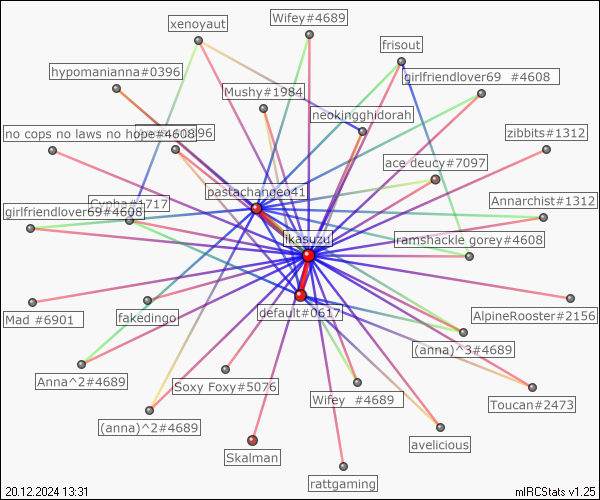 Wifey#4689
xenoyaut
frisout
hypomanianna#0396
girlfriendlover69 #4608
Mushy#1984
neokingghidorah
no cops no laws no hope#4608
zibbits#1312
ace deucy#7097
pastachangeo41
Annarchist#1312
#1717
girlfriendlover69#4608
ikasuzu
ramshackle gorey#4608
Mad #6901
fakedingo
default#0617
AlpineRooster#2156
(anna)^3#4689
Anna^2#4689
Soxy Foxy#5076
Wifey #4689
Toucan#2473
(anna)^2#4689
avelicious
Skalman
rattgaming
20.12.2024 13:31
mIRCStats v1.25